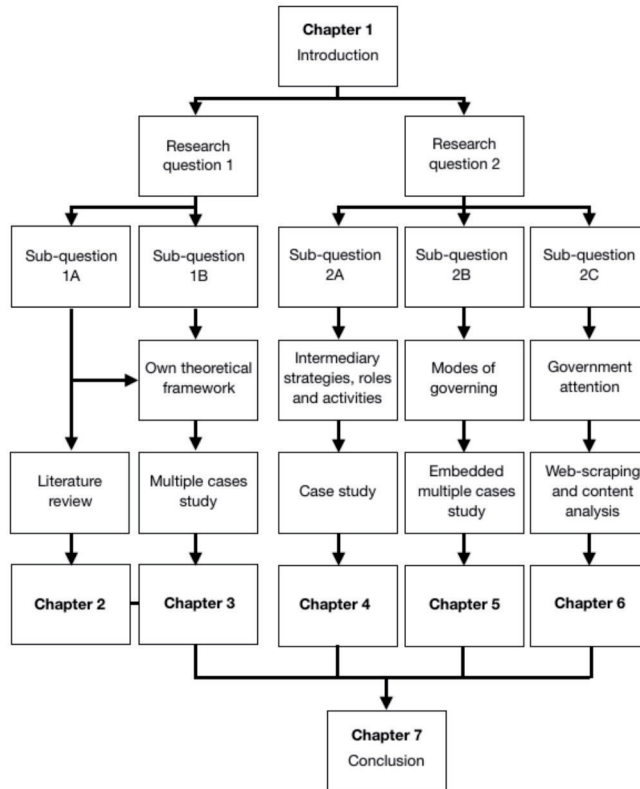 Chapter 1
Introduction
Research
question 1
Research
question 2
Sub-question
1A
Sub-question
1B
Sub-question
2A
Sub-question
2B
Sub-question
2C
Own theoretical
framework
Intermediary
strategies, roles
and activities
Modes of
governing
Government
attention
Literature
review
Multiple cases
study
Case study
Embedded
multiple cases
study
Web-scraping
and content
analysis
Chapter 2
Chapter 3
Chapter 4
Chapter 5
Chapter 6
Chapter 7
Conclusion